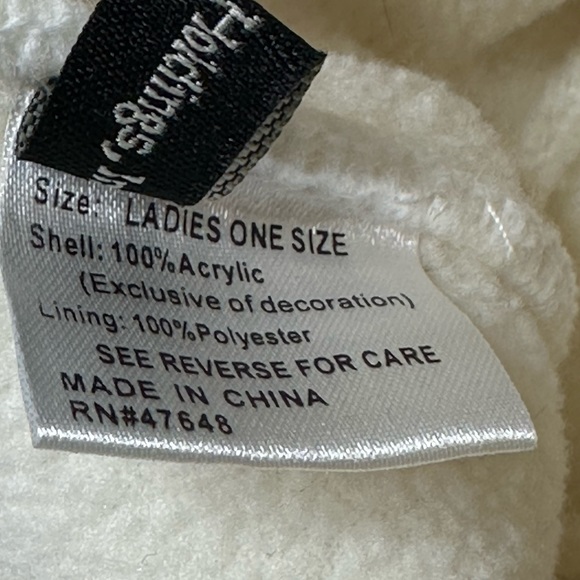 Holdings,
Size: LADIES ONE SIZE
Shell: 100%Acrylic
(Exclusive of decoration)
Lining: 100%Polyester
SEE REVERSE FOR CARE
MADE IN CHINA
RN#47648